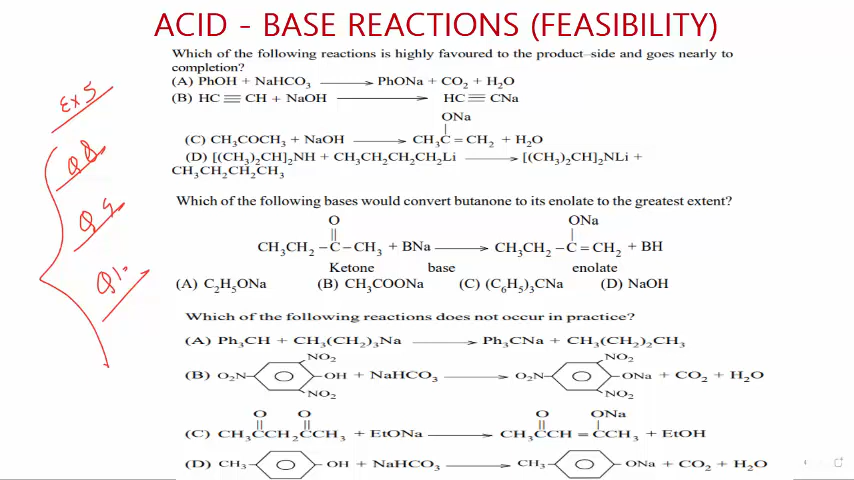 ACID - BASE REACTIONS (FEASIBILITY)
Which of the following reactions is highly favoured to the product–side and goes nearly to
completion?
(A) PhOH + NaHCO₃ ⟶ PhONa + CO₂ + H₂O
(B) HC ≡ CH + NaOH ⟶ HC ≡ CNa
ONa
(C) CH₃COCH₃ + NaOH ⟶ CH₃C = CH₂ + H₂O
(D) [(CH₃)₂CH]₂NH + CH₃CH₂CH₂CH₂Li ⟶ [(CH₃)₂CH]₂NLi +
CH₃CH₂CH₂CH₃
Ex 5
Q 8
Q 9
Q 10
Which of the following bases would convert butanone to its enolate to the greatest extent?
O ONa
CH₃CH₂ – C – CH₃ + BNa ⟶ CH₃CH₂ – C = CH₂ + BH
Ketone base enolate
(A) C₂H₅ONa (B) CH₃COONa (C) (C₆H₅)₃CNa (D) NaOH
Which of the following reactions does not occur in practice?
(A) Ph₃CH + CH₃(CH₂)₃Na ⟶ Ph₃CNa + CH₃(CH₂)₂CH₃
NO₂ NO₂
(B) O₂N OH + NaHCO₃ ⟶ O₂N ONa + CO₂ + H₂O
NO₂ NO₂
O O O ONa
(C) CH₃CCH₂CCH₃ + EtONa ⟶ CH₃CCH = CCH₃ + EtOH
(D) CH₃ OH + NaHCO₃ ⟶ CH₃ ONa + CO₂ + H₂O